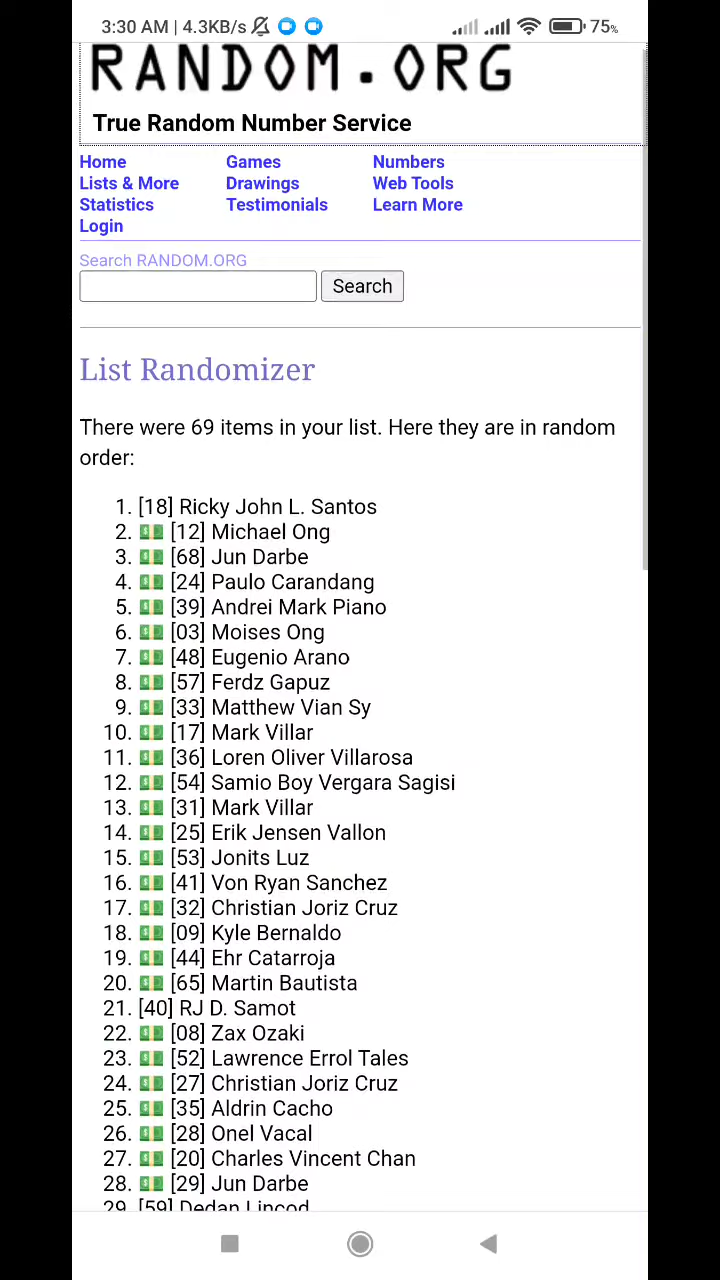 3:30 AM | 4.3KB/s 75%
RANDOM.ORG
True Random Number Service
Home Games Numbers
Lists & More Drawings Web Tools
Statistics Testimonials Learn More
Login
Search RANDOM.ORG
Search
List Randomizer
There were 69 items in your list. Here they are in random
order:
1. [18] Ricky John L. Santos
2. 💵 [12] Michael Ong
3. 💵 [68] Jun Darbe
4. 💵 [24] Paulo Carandang
5. 💵 [39] Andrei Mark Piano
6. 💵 [03] Moises Ong
7. 💵 [48] Eugenio Arano
8. 💵 [57] Ferdz Gapuz
9. 💵 [33] Matthew Vian Sy
10. 💵 [17] Mark Villar
11. 💵 [36] Loren Oliver Villarosa
12. 💵 [54] Samio Boy Vergara Sagisi
13. 💵 [31] Mark Villar
14. 💵 [25] Erik Jensen Vallon
15. 💵 [53] Jonits Luz
16. 💵 [41] Von Ryan Sanchez
17. 💵 [32] Christian Joriz Cruz
18. 💵 [09] Kyle Bernaldo
19. 💵 [44] Ehr Catarroja
20. 💵 [65] Martin Bautista
21. [40] RJ D. Samot
22. 💵 [08] Zax Ozaki
23. 💵 [52] Lawrence Errol Tales
24. 💵 [27] Christian Joriz Cruz
25. 💵 [35] Aldrin Cacho
26. 💵 [28] Onel Vacal
27. 💵 [20] Charles Vincent Chan
28. 💵 [29] Jun Darbe
29. [59] Dedan Lincod